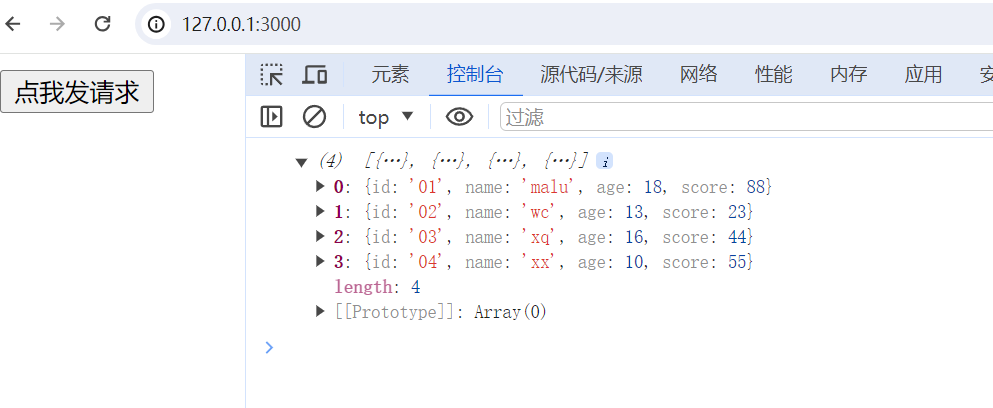 127.0.0.1:3000
点我发请求
元素 控制台 源代码/来源 网络 性能 内存 应用
top ▼ 过滤
▼ (4) [{…}, {…}, {…}, {…}] i
▶ 0: {id: '01', name: 'malu', age: 18, score: 88}
▶ 1: {id: '02', name: 'wc', age: 13, score: 23}
▶ 2: {id: '03', name: 'xq', age: 16, score: 44}
▶ 3: {id: '04', name: 'xx', age: 10, score: 55}
length: 4
▶ [[Prototype]]: Array(0)